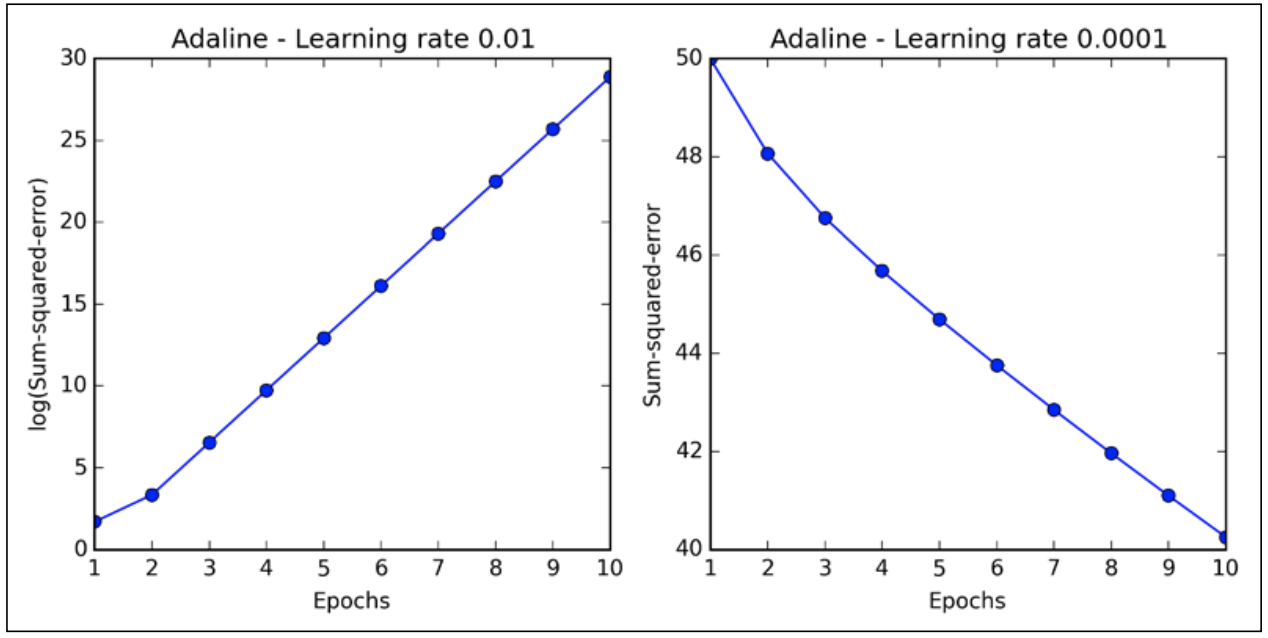 Adaline - Learning rate 0.01
30
25
20
15
10
5
0
log(Sum-squared-error)
1 2 3 4 5 6 7 8 9 10
Epochs
Adaline - Learning rate 0.0001
50
48
46
44
42
40
Sum-squared-error
1 2 3 4 5 6 7 8 9 10
Epochs